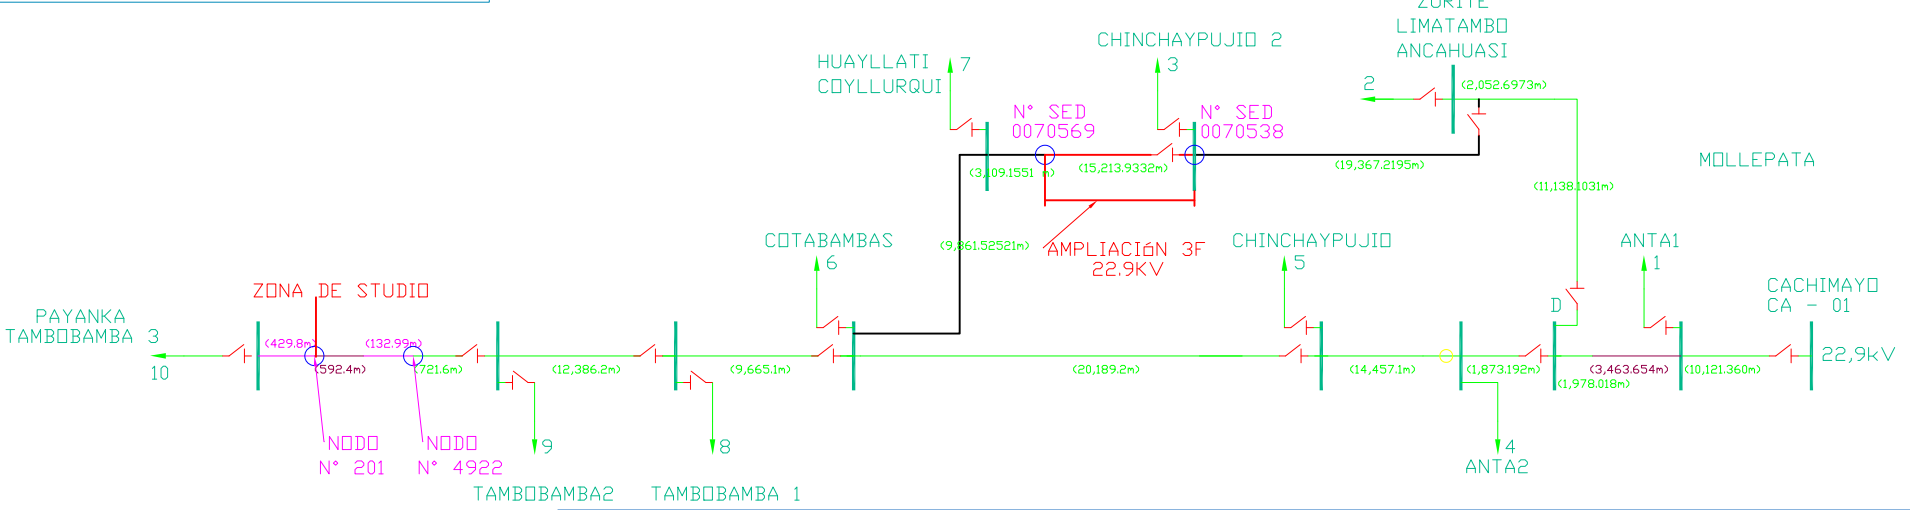 LIMATAMBO
ANCAHUASI
2
(2,052.6973m)
CHINCHAYPUJIO 2
3
HUAYLLATI
COYLLURQUI
7
N° SED
0070569
N° SED
0070538
(3,109.1551 m)
(15,213.9332m)
(19,367.2195m)
MOLLEPATA
(11,138.1031m)
(9,861.52521m)
AMPLIACIóN 3F
22.9KV
COTABAMBAS
6
CHINCHAYPUJIO
5
ANTA1
1
CACHIMAYO
CA - 01
22,9kV
D
ZONA DE STUDIO
PAYANKA
TAMBOBAMBA 3
10
(429.8m)
(592.4m)
(132.99m)
(721.6m)
(12,386.2m)
(9,665.1m)
(20,189.2m)
(14,457.1m)
(1,873.192m)
(1,978.018m)
(3,463.654m)
(10,121.360m)
NODO
N° 201
NODO
N° 4922
9
TAMBOBAMBA2
8
TAMBOBAMBA 1
4
ANTA2